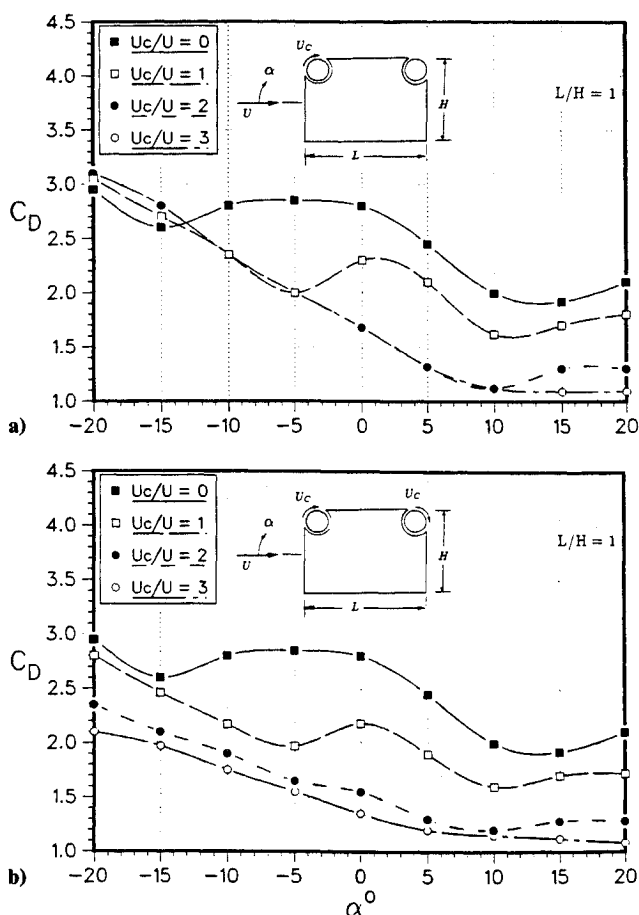 4.5
Uc/U = 0
Uc/U = 1
Uc/U = 2
Uc/U = 3
Uc
α
U
H
L
L/H = 1
4.0
3.5
3.0
C_D
2.5
2.0
1.5
1.0
a)
−20 −15 −10 −5 0 5 10 15 20
4.5
Uc/U = 0
Uc/U = 1
Uc/U = 2
Uc/U = 3
Uc Uc
α
U
H
L
L/H = 1
4.0
3.5
3.0
C_D
2.5
2.0
1.5
1.0
b)
−20 −15 −10 −5 0 5 10 15 20
α°